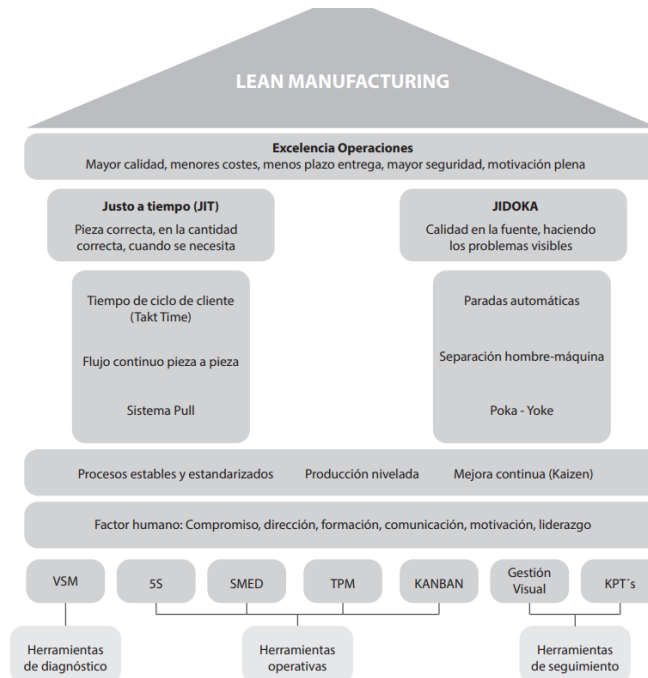 LEAN MANUFACTURING
Excelencia Operaciones
Mayor calidad, menores costes, menos plazo entrega, mayor seguridad, motivación plena
Justo a tiempo (JIT)
Pieza correcta, en la cantidad
correcta, cuando se necesita
JIDOKA
Calidad en la fuente, haciendo
los problemas visibles
Tiempo de ciclo de cliente
(Takt Time)
Flujo continuo pieza a pieza
Sistema Pull
Paradas automáticas
Separación hombre-máquina
Poka - Yoke
Procesos estables y estandarizados
Producción nivelada
Mejora continua (Kaizen)
Factor humano: Compromiso, dirección, formación, comunicación, motivación, liderazgo
VSM
5S
SMED
TPM
KANBAN
Gestión
Visual
KPT´s
Herramientas
de diagnóstico
Herramientas
operativas
Herramientas
de seguimiento